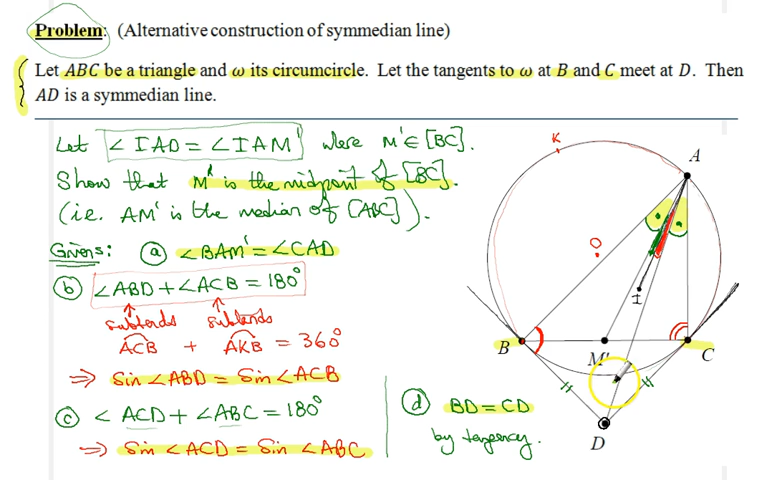 Problem: (Alternative construction of symmedian line)
Let ABC be a triangle and ω its circumcircle. Let the tangents to ω at B and C meet at D. Then
AD is a symmedian line.
Let ∠IAD = ∠IAM' where M' ∈ [BC].
Show that M' is the midpoint of [BC].
(i.e. AM' is the median of [ABC]).
Givens: (a) ∠BAM' = ∠CAD
(b) ∠ABD + ∠ACB = 180°
subtends subtends
ACB + AKB = 360°
⇒ Sin ∠ABD = Sin ∠ACB
(c) ∠ACD + ∠ABC = 180°
⇒ Sin ∠ACD = Sin ∠ABC
(d) BD = CD
by tangency.
K
A
O
I
B
M'
C
D